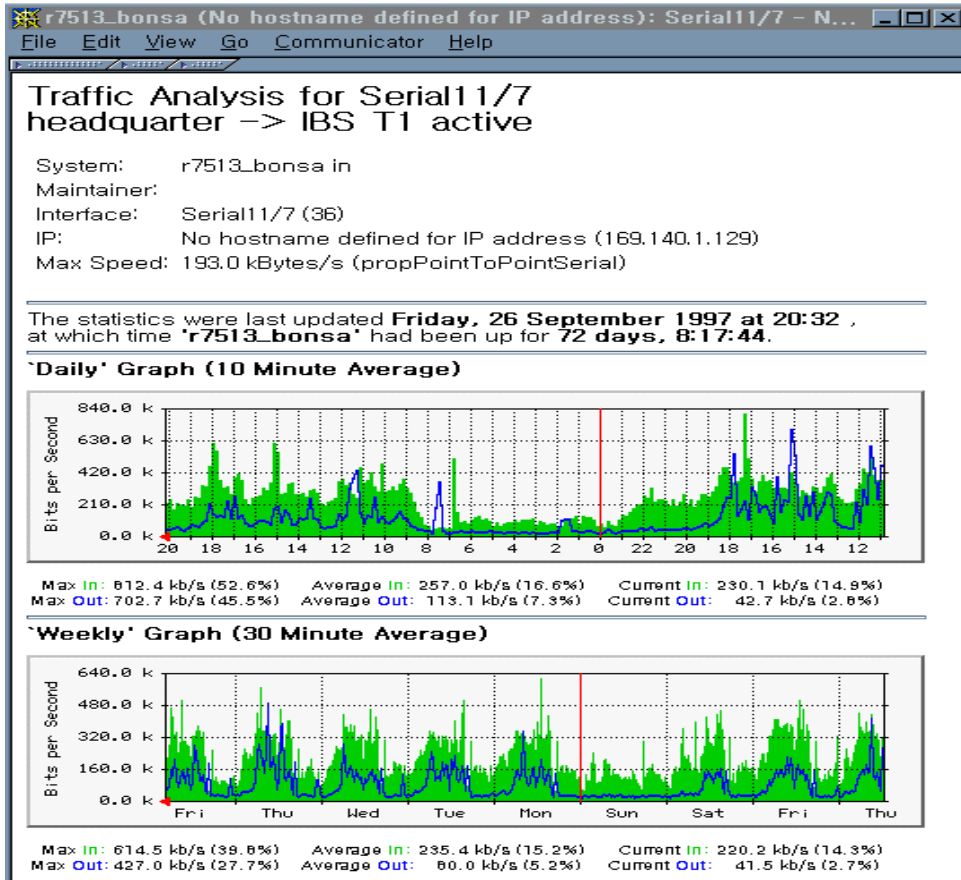 r7513_bonsa (No hostname defined for IP address): Serial11/7 - N...
File Edit View Go Communicator Help
Traffic Analysis for Serial11/7
headquarter -> IBS T1 active
System: r7513_bonsa in
Maintainer:
Interface: Serial11/7 (36)
IP: No hostname defined for IP address (169.140.1.129)
Max Speed: 193.0 kBytes/s (propPointToPointSerial)
The statistics were last updated Friday, 26 September 1997 at 20:32 ,
at which time 'r7513_bonsa' had been up for 72 days, 8:17:44.
`Daily' Graph (10 Minute Average)
Bits per Second
840.0 k
630.0 k
420.0 k
210.0 k
0.0 k
20 18 16 14 12 10 8 6 4 2 0 22 20 18 16 14 12
Max In: 812.4 kb/s (52.6%) Average In: 257.0 kb/s (16.6%) Current In: 230.1 kb/s (14.9%)
Max Out: 702.7 kb/s (45.5%) Average Out: 113.1 kb/s (7.3%) Current Out: 42.7 kb/s (2.8%)
`Weekly' Graph (30 Minute Average)
Bits per Second
640.0 k
480.0 k
320.0 k
160.0 k
0.0 k
Fri Thu Wed Tue Mon Sun Sat Fri Thu
Max In: 614.5 kb/s (39.8%) Average In: 235.4 kb/s (15.2%) Current In: 220.2 kb/s (14.3%)
Max Out: 427.0 kb/s (27.7%) Average Out: 80.0 kb/s (5.2%) Current Out: 41.5 kb/s (2.7%)